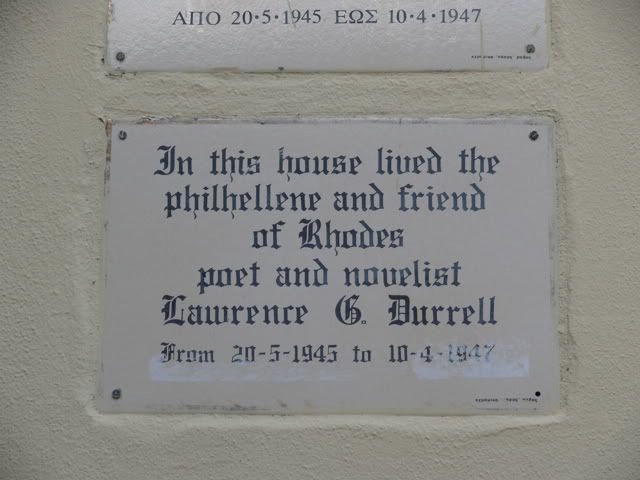 ΑΠΟ 20·5·1945 ΕΩΣ 10·4·1947
In this house lived the
philhellene and friend
of Rhodes
poet and novelist
Lawrence G. Durrell
From 20-5-1945 to 10-4-1947